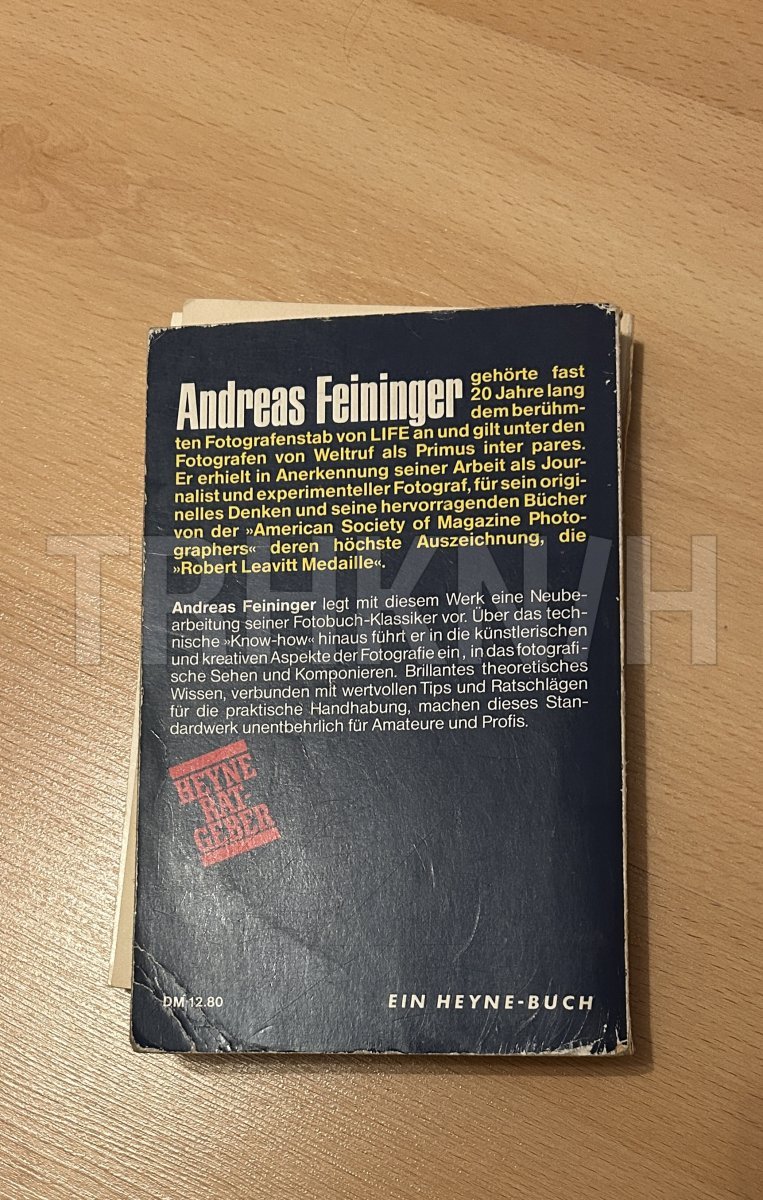 Andreas Feininger gehörte fast
20 Jahre lang
dem berühm-
ten Fotografenstab von LIFE an und gilt unter den
Fotografen von Weltruf als Primus inter pares.
Er erhielt in Anerkennung seiner Arbeit als Jour-
nalist und experimenteller Fotograf, für sein origi-
nelles Denken und seine hervorragenden Bücher
von der »American Society of Magazine Photo-
graphers« deren höchste Auszeichnung, die
»Robert Leavitt Medaille«.
Andreas Feininger legt mit diesem Werk eine Neube-
arbeitung seiner Fotobuch-Klassiker vor. Über das tech-
nische »Know-how« hinaus führt er in die künstlerischen
und kreativen Aspekte der Fotografie ein, in das fotografi-
sche Sehen und Komponieren. Brillantes theoretisches
Wissen, verbunden mit wertvollen Tips und Ratschlägen
für die praktische Handhabung, machen dieses Stan-
dardwerk unentbehrlich für Amateure und Profis.
HEYNE
RAT-
GEBER
DM 12.80
EIN HEYNE-BUCH
TPHKN/H